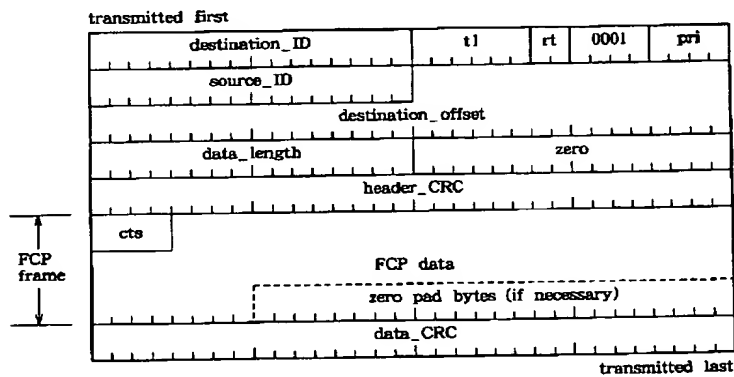 transmitted first
destination_ID tl rt 0001 pri
source_ID
destination_offset
data_length zero
header_CRC
cts
FCP
frame
FCP data
zero pad bytes (if necessary)
data_CRC
transmitted last